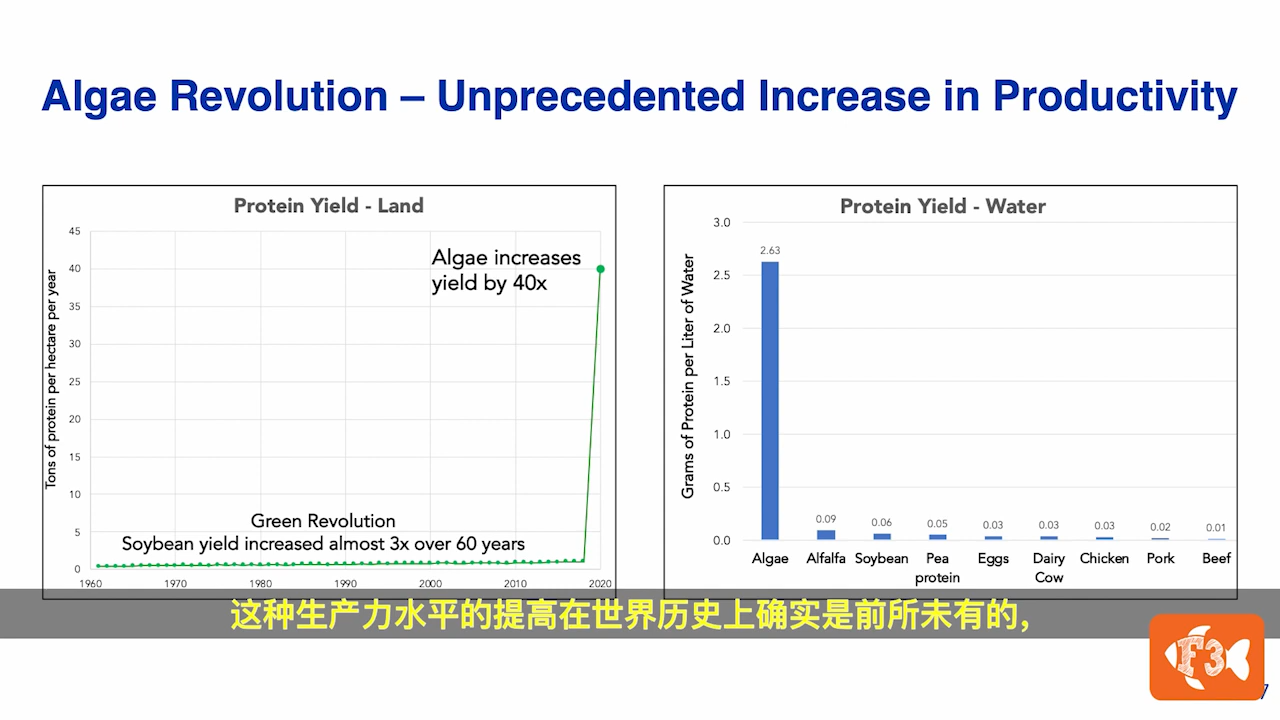 Algae Revolution – Unprecedented Increase in Productivity
Protein Yield - Land
Tons of protein per hectare per year
45
40
35
30
25
20
15
10
5
0
Algae increases
yield by 40x
Green Revolution
Soybean yield increased almost 3x over 60 years
1960 1970 1980 1990 2000 2010 2020
Protein Yield - Water
Grams of Protein per Liter of Water
3.0
2.5
2.0
1.5
1.0
0.5
0.0
2.63 0.09 0.06 0.05 0.03 0.03 0.03 0.02 0.01
Algae Alfalfa Soybean Pea protein Eggs Dairy Cow Chicken Pork Beef
这种生产力水平的提高在世界历史上确实是前所未有的,
F3
7